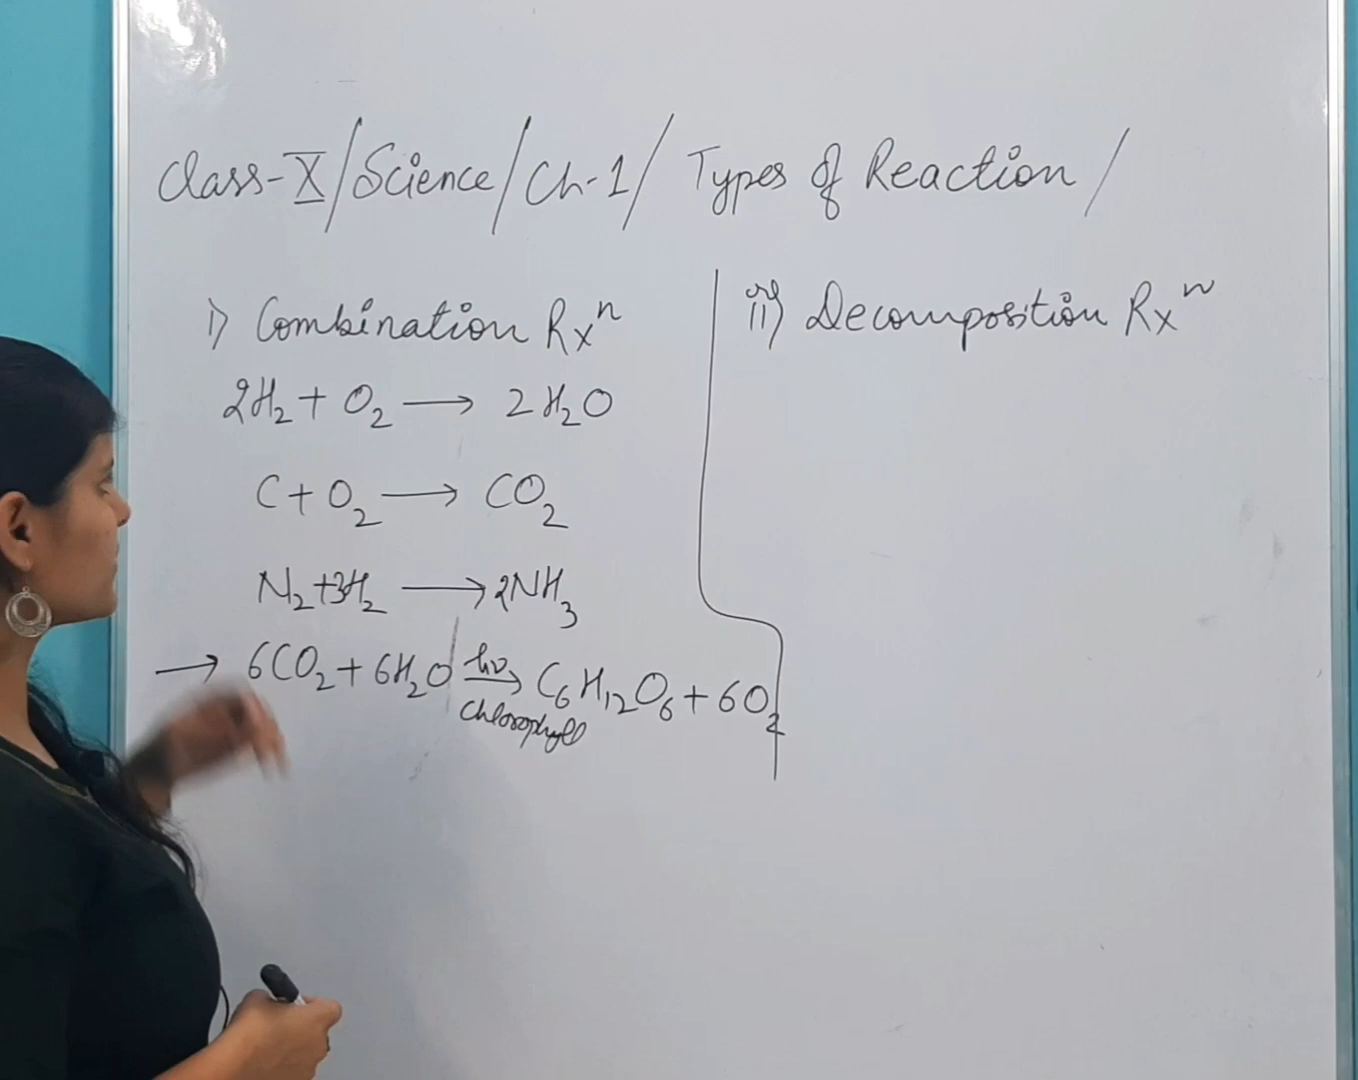 Class-X/Science/Ch-1/ Types of Reaction/
i) Combination Rxⁿ
2H₂ + O₂ ⟶ 2H₂O
C + O₂ ⟶ CO₂
N₂ + 3H₂ ⟶ 2NH₃
→ 6CO₂ + 6H₂O hν→ C₆H₁₂O₆ + 6O₂
Chlorophyll
ii) Decomposition Rxⁿ